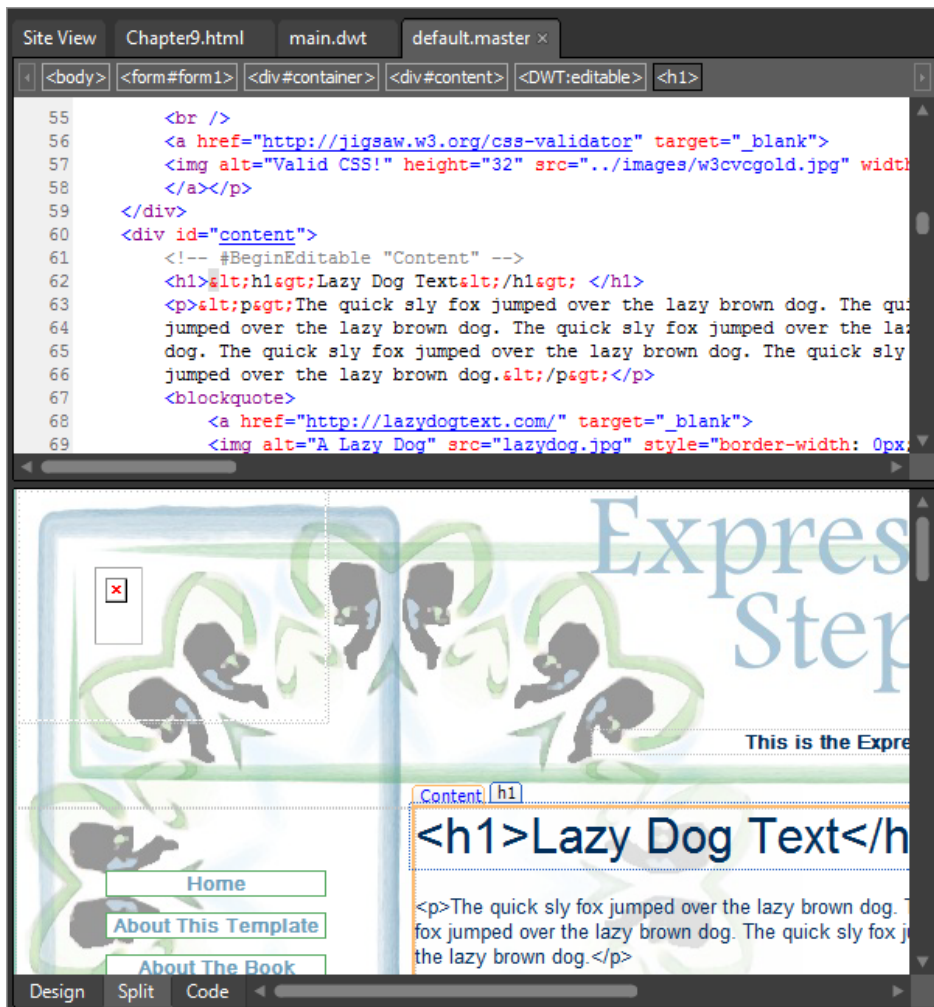 Site View Chapter9.html main.dwt default.master ×
<body> <form#form1> <div#container> <div#content> <DWT:editable> <h1>
55 <br />
56 <a href="http://jigsaw.w3.org/css-validator" target="_blank">
57 <img alt="Valid CSS!" height="32" src="../images/w3cvcgold.jpg" width
58 </a></p>
59 </div>
60 <div id="content">
61 <!-- #BeginEditable "Content" -->
62 <h1>&lt;h1&gt;Lazy Dog Text&lt;/h1&gt; </h1>
63 <p>&lt;p&gt;The quick sly fox jumped over the lazy brown dog. The qui
64 jumped over the lazy brown dog. The quick sly fox jumped over the laz
65 dog. The quick sly fox jumped over the lazy brown dog. The quick sly
66 jumped over the lazy brown dog.&lt;/p&gt;</p>
67 <blockquote>
68 <a href="http://lazydogtext.com/" target="_blank">
69 <img alt="A Lazy Dog" src="lazydog.jpg" style="border-width: 0px;
Expres
Step
This is the Expre
Content h1
<h1>Lazy Dog Text</h
Home
About This Template
About The Book
<p>The quick sly fox jumped over the lazy brown dog. T
fox jumped over the lazy brown dog. The quick sly fox ju
the lazy brown dog.</p>
Design Split Code